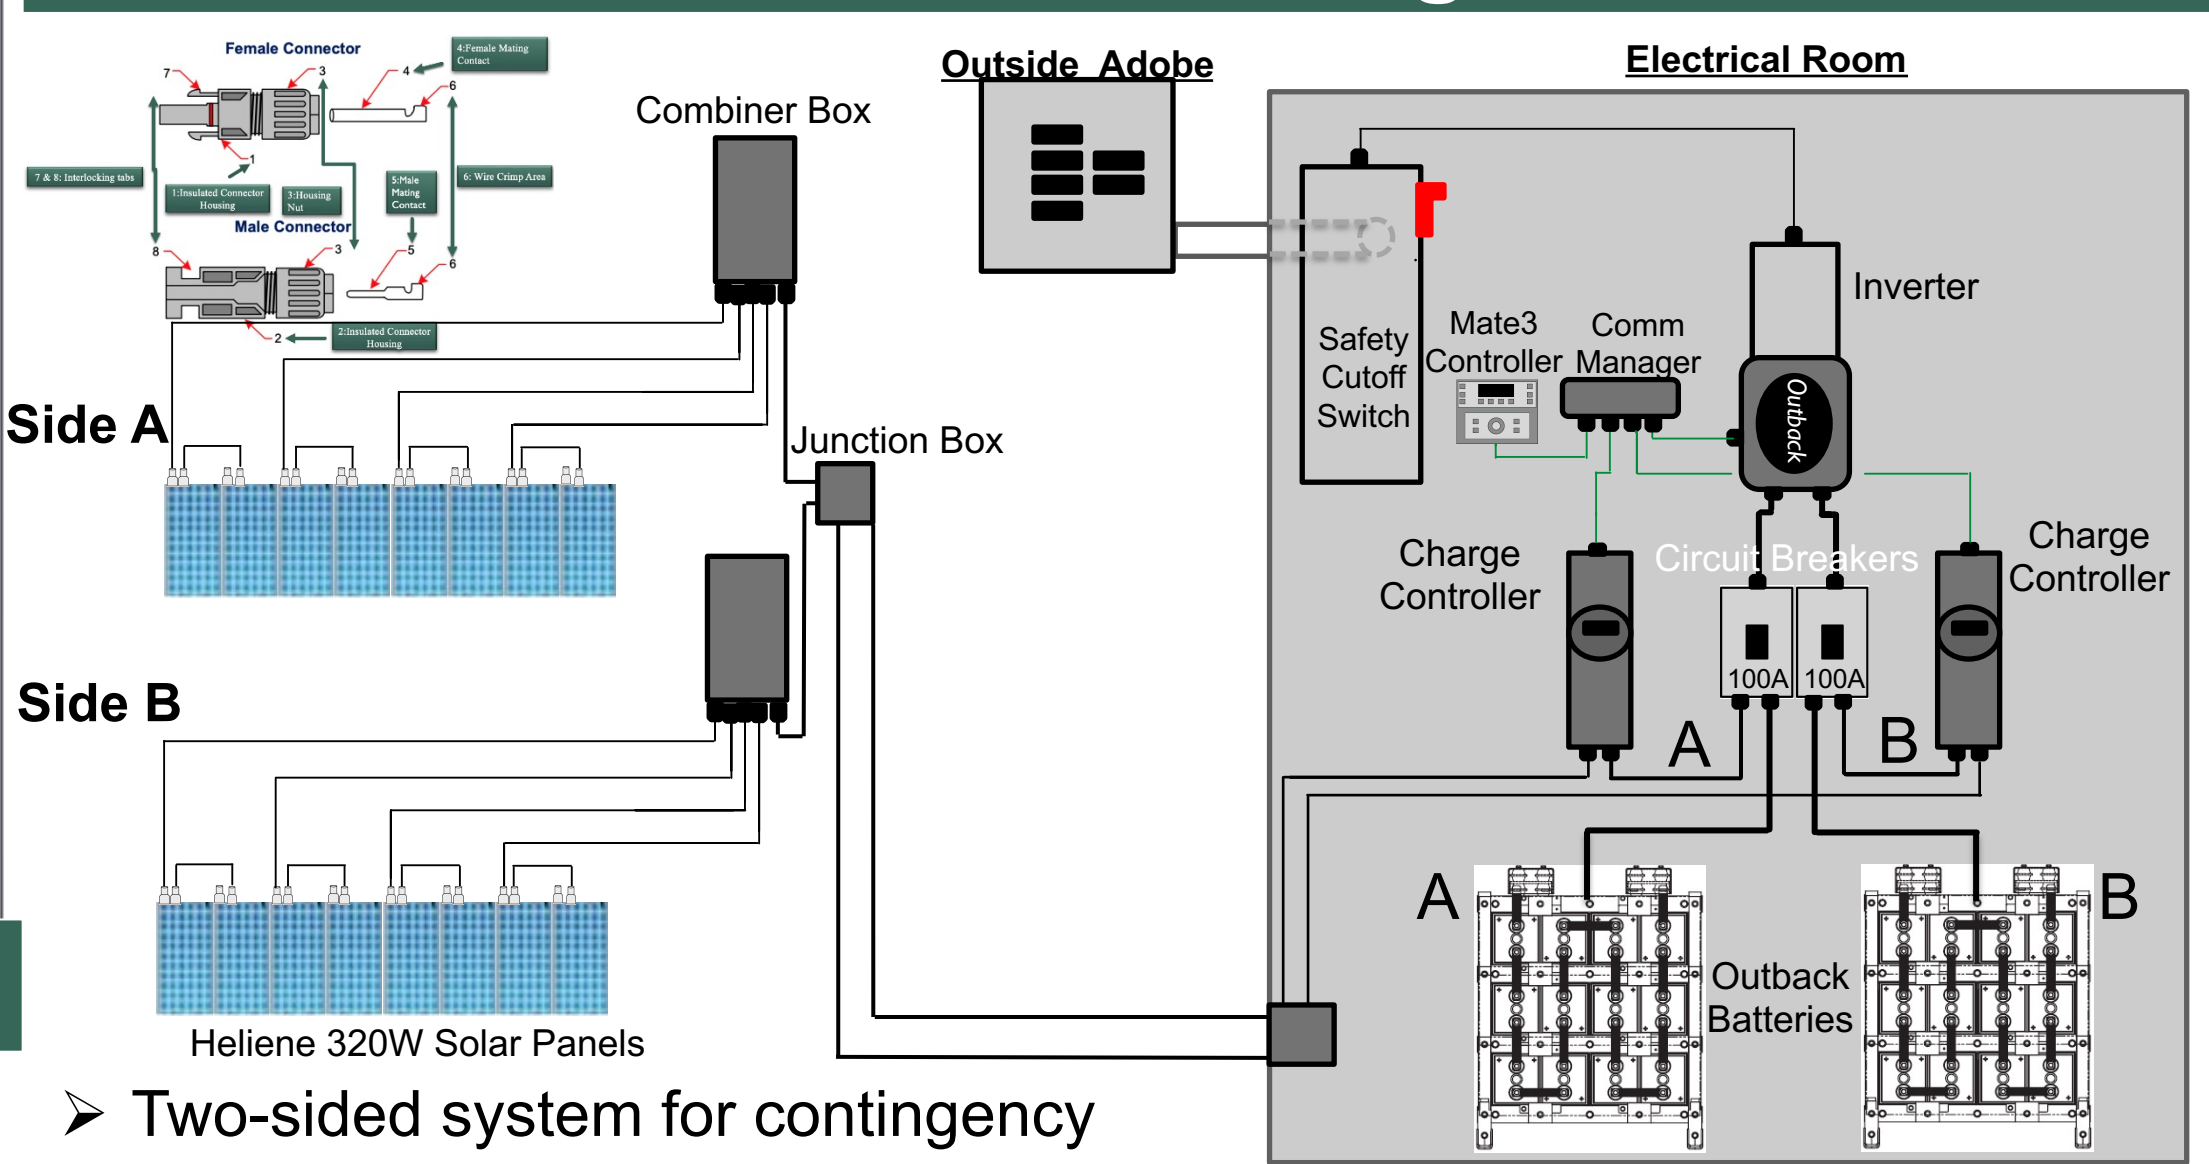 Female Connector
7
3
4
6
4:Female Mating
Contact
1
7 & 8: Interlocking tabs
1:Insulated Connector
Housing
3:Housing
Nut
5:Male
Mating
Contact
6: Wire Crimp Area
Male Connector
8
3
5
6
2
2:Insulated Connector
Housing
Combiner Box
Outside Adobe
Electrical Room
Side A
Junction Box
Safety
Cutoff
Switch
Mate3
Controller
Comm
Manager
Inverter
Outback
Charge
Controller
Circuit Breakers
Charge
Controller
100A
100A
A
B
Side B
Heliene 320W Solar Panels
A
B
Outback
Batteries
➢ Two-sided system for contingency